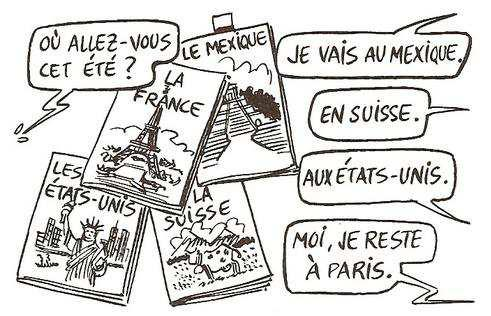 OÙ ALLEZ-VOUS
CET ÉTÉ ?
LE MEXIQUE
LA
FRANCE
LES
ÉTATS-UNIS
LA
SUISSE
JE VAIS AU MEXIQUE.
EN SUISSE.
AUX ÉTATS-UNIS.
MOI, JE RESTE
À PARIS.